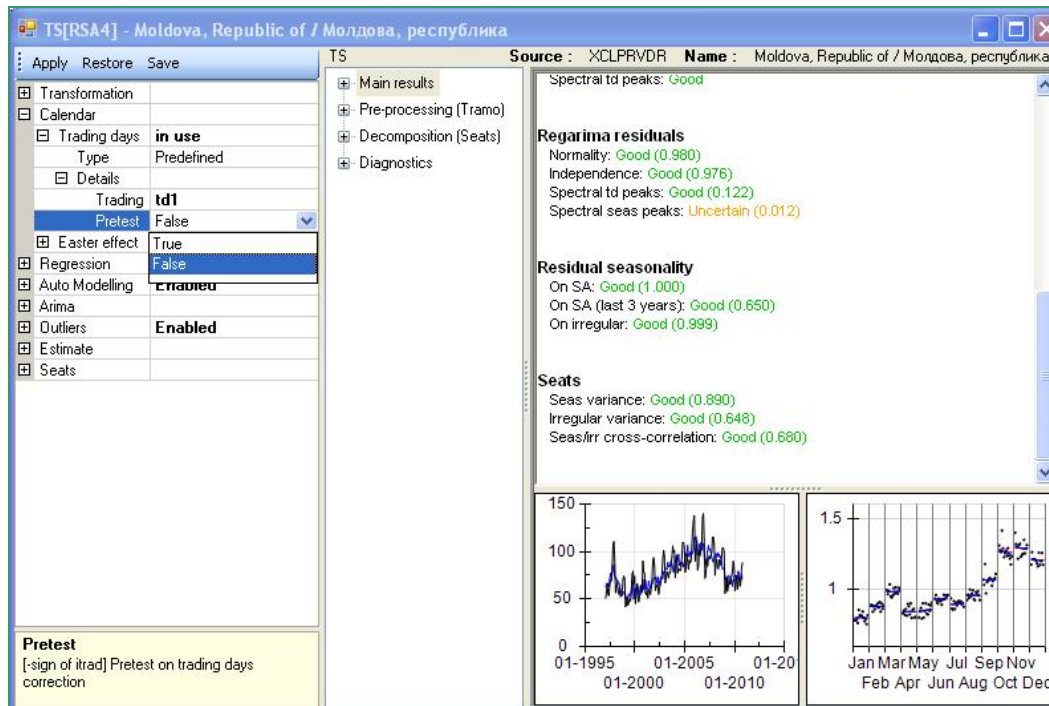 TS[RSA4] - Moldova, Republic of / Молдова, республика
Apply Restore Save
Transformation
Calendar
Trading days in use
Type Predefined
Details
Trading td1
Pretest False
Easter effect True
Regression False
Auto Modelling Enabled
Arima
Outliers Enabled
Estimate
Seats
Pretest
[-sign of itrad] Pretest on trading days
correction
TS Source : XCLPRVDR Name : Moldova, Republic of / Молдова, республика
Main results
Pre-processing (Tramo)
Decomposition (Seats)
Diagnostics
Spectral td peaks: Good
Regarima residuals
Normality: Good (0.980)
Independence: Good (0.976)
Spectral td peaks: Good (0.122)
Spectral seas peaks: Uncertain (0.012)
Residual seasonality
On SA: Good (1.000)
On SA (last 3 years): Good (0.650)
On irregular: Good (0.999)
Seats
Seas variance: Good (0.890)
Irregular variance: Good (0.648)
Seas/irr cross-correlation: Good (0.680)
150
100
50
0
01-1995 01-2005 01-20
01-2000 01-2010
1.5
1
Jan Mar May Jul Sep Nov
Feb Apr Jun Aug Oct Dec